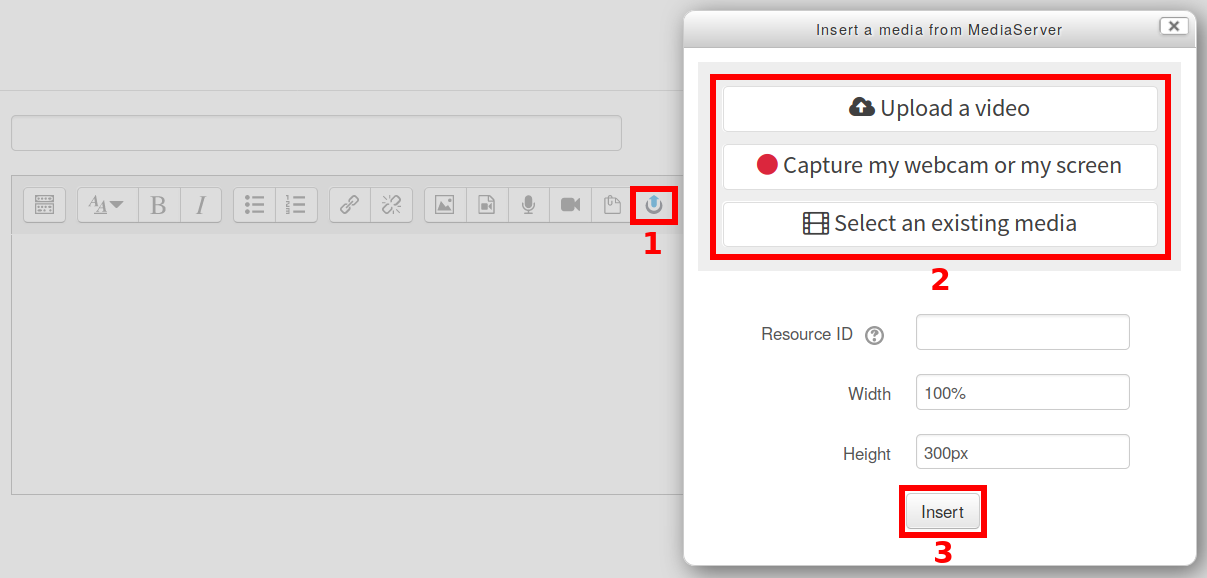 Insert a media from MediaServer
Upload a video
Capture my webcam or my screen
AA B I
1
Select an existing media
2
Resource ID ?
Width 100%
Height 300px
Insert
3